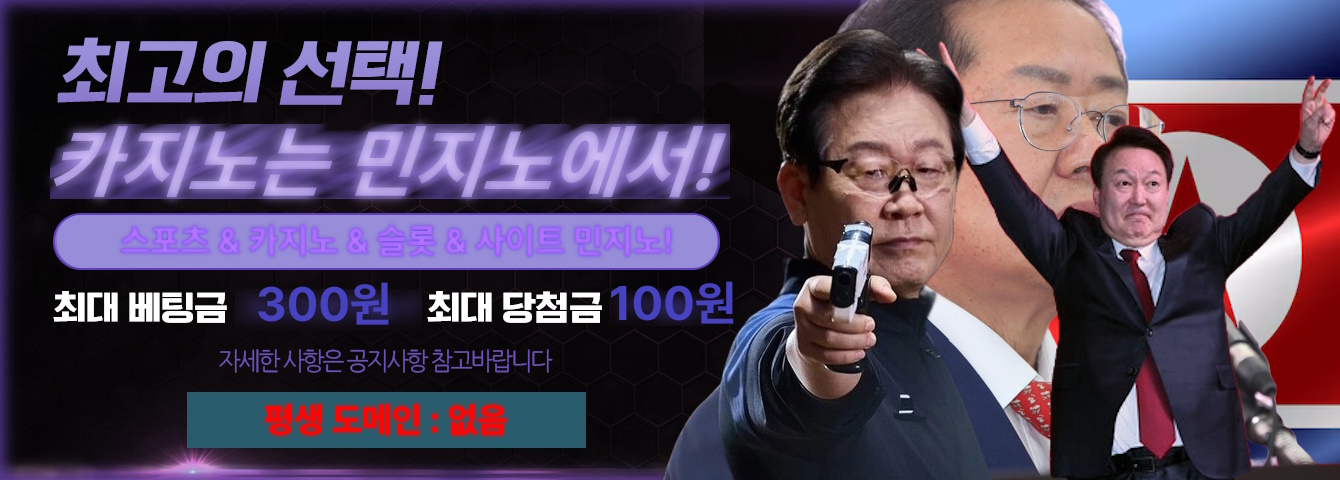 최고의 선택!
카지노는 민지노에서!
스포츠 & 카지노 & 슬롯 & 사이트 민지노!
최대 베팅금 300원 최대 당첨금 100원
자세한 사항은 공지사항 참고바랍니다
평생 도메인 : 없음